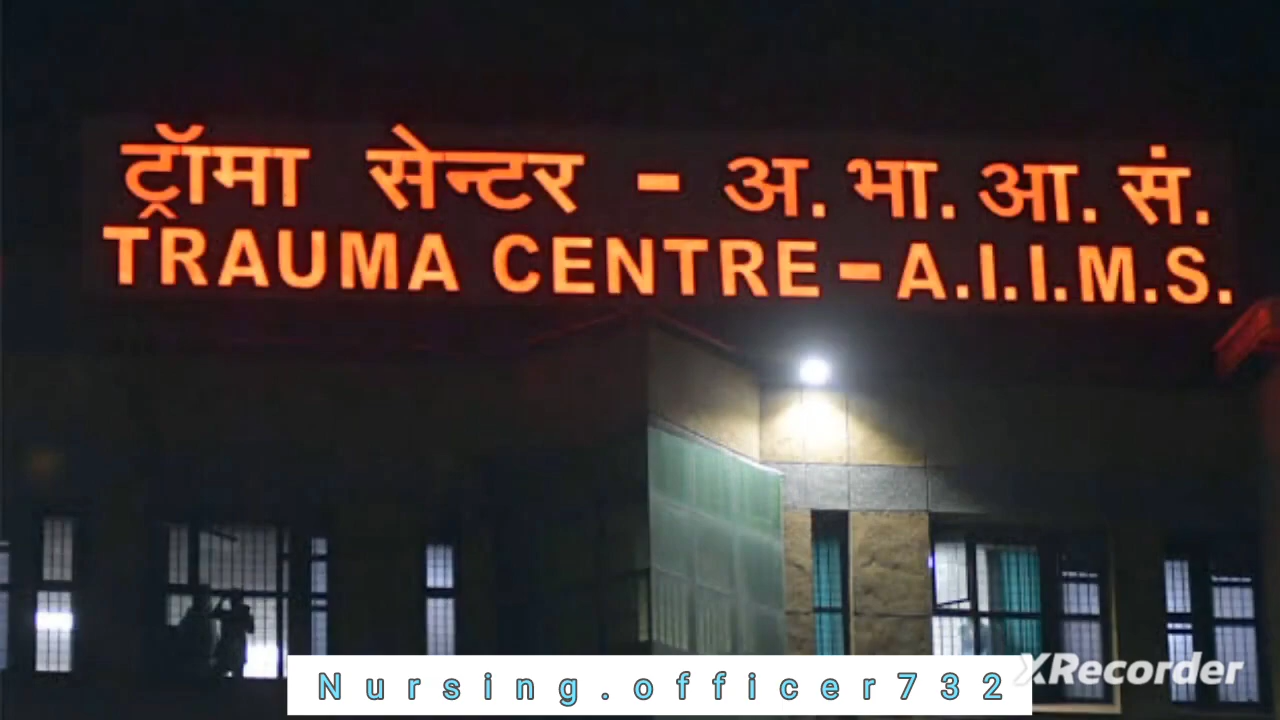 ट्रॉमा सेन्टर - अ. भा. आ. सं.
TRAUMA CENTRE - A.I.I.M.S.
Nursing.officer732
XRecorder